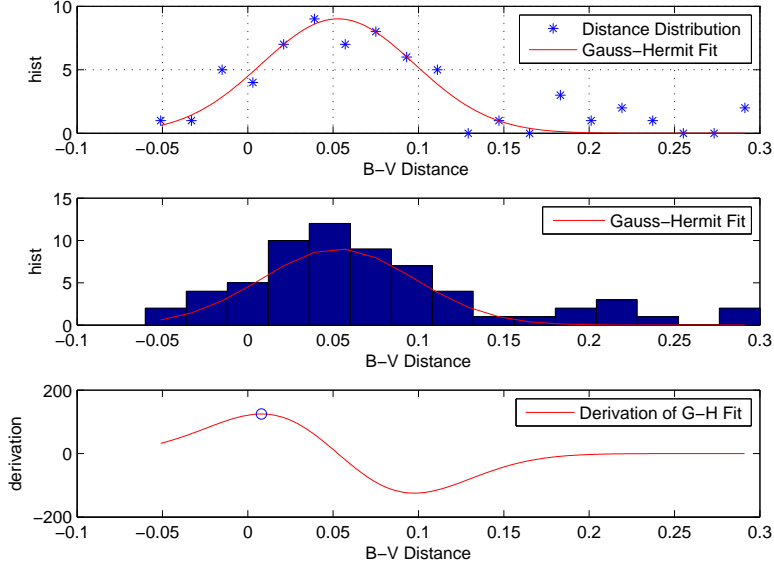 10
5
0
hist
Distance Distribution
Gauss-Hermit Fit
-0.1 -0.05 0 0.05 0.1 0.15 0.2 0.25 0.3
B-V Distance
15
10
5
0
hist
Gauss-Hermit Fit
-0.1 -0.05 0 0.05 0.1 0.15 0.2 0.25 0.3
B-V Distance
200
0
-200
derivation
Derivation of G-H Fit
-0.1 -0.05 0 0.05 0.1 0.15 0.2 0.25 0.3
B-V Distance